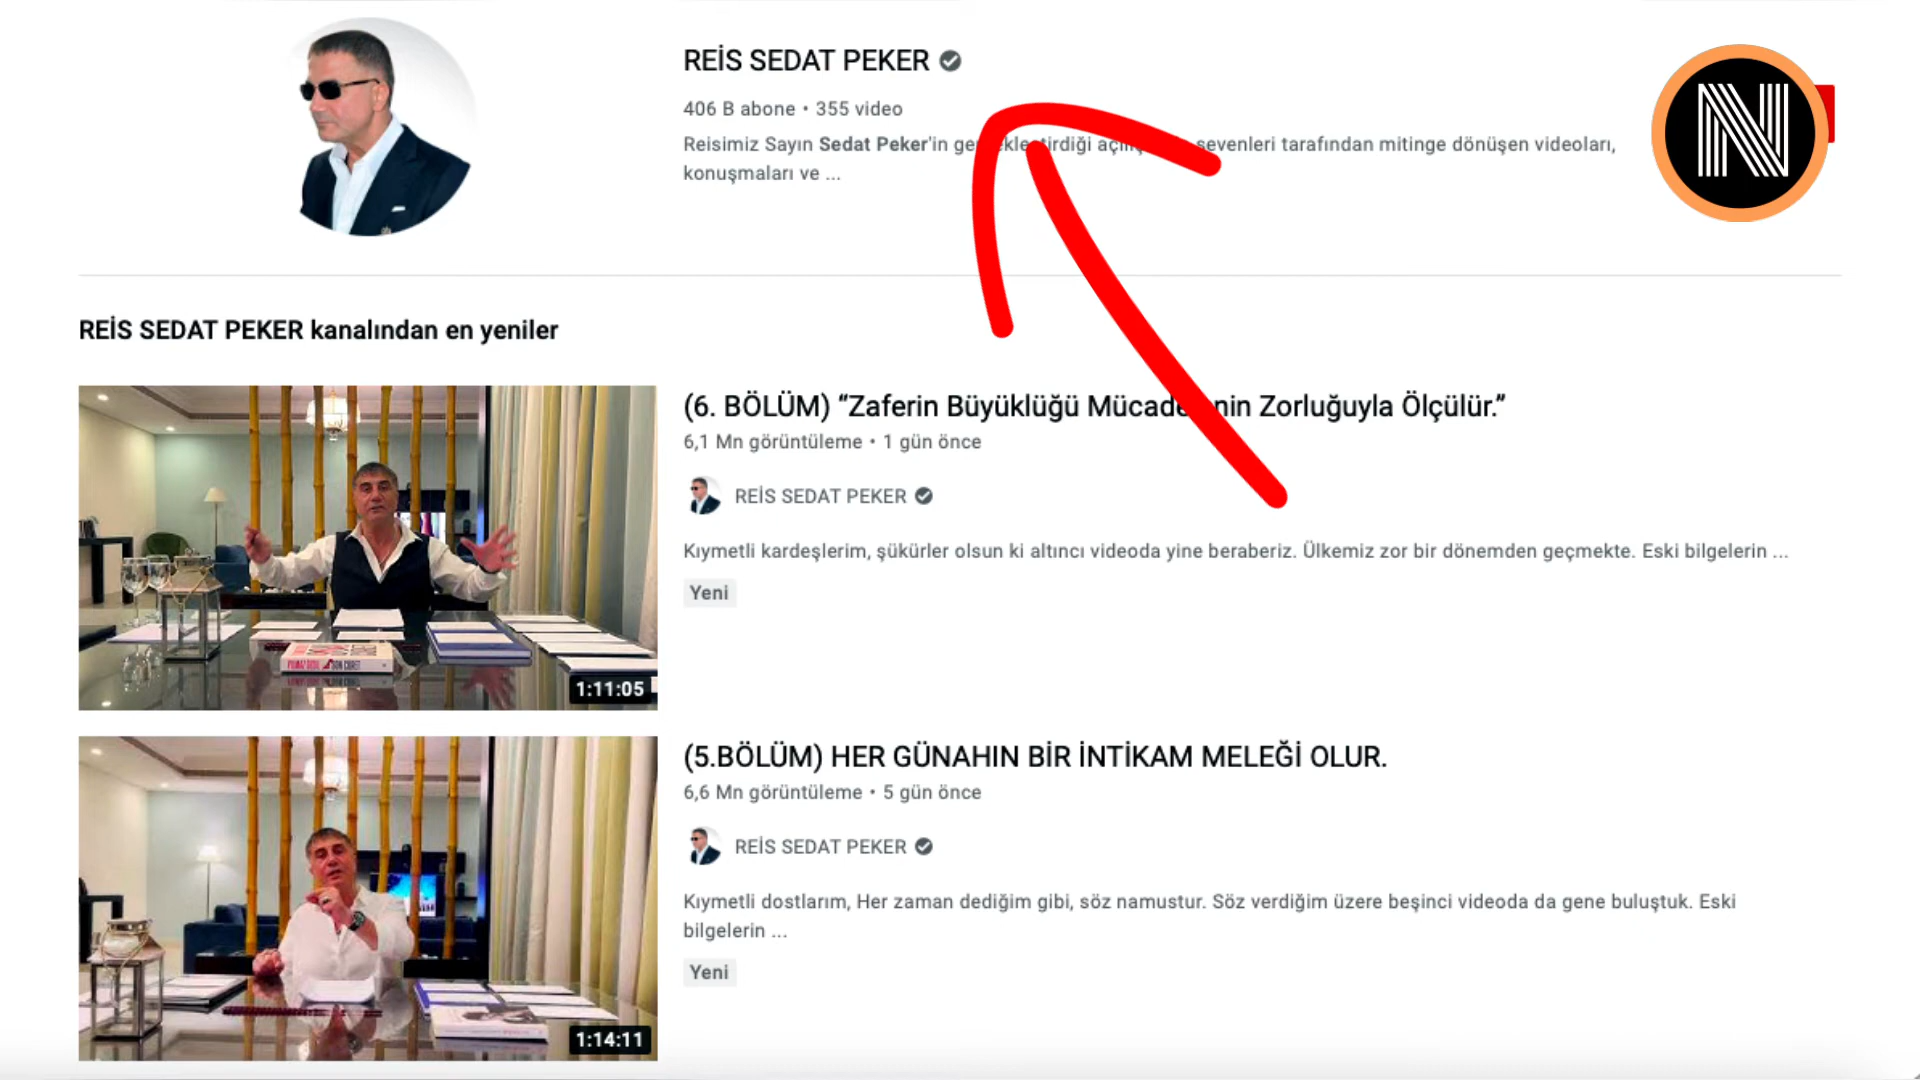 REİS SEDAT PEKER
406 B abone • 355 video
Reisimiz Sayın Sedat Peker'in sevenleri tarafından mitinge dönüşen videoları,
konuşmaları ve ...
N
REİS SEDAT PEKER kanalından en yeniler
(6. BÖLÜM) “Zaferin Büyüklüğü Mücadelenin Zorluğuyla Ölçülür.”
6,1 Mn görüntüleme • 1 gün önce
REİS SEDAT PEKER
Kıymetli kardeşlerim, şükürler olsun ki altıncı videoda yine beraberiz. Ülkemiz zor bir dönemden geçmekte. Eski bilgelerin ...
Yeni
1:11:05
(5.BÖLÜM) HER GÜNAHIN BİR İNTİKAM MELEĞİ OLUR.
6,6 Mn görüntüleme • 5 gün önce
REİS SEDAT PEKER
Kıymetli dostlarım, Her zaman dediğim gibi, söz namustur. Söz verdiğim üzere beşinci videoda da gene buluştuk. Eski
bilgelerin ...
Yeni
1:14:11